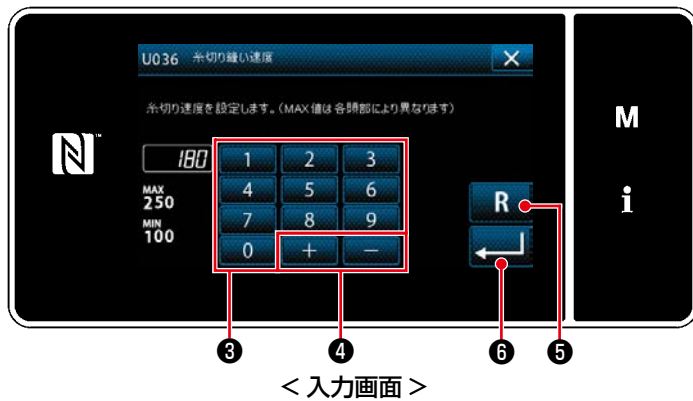 U036 糸切り縫い速度
糸切り速度を設定します。(MAX値は各頭部により異なります)
180
MAX
250
MIN
100
1 2 3
4 5 6
7 8 9
0 + −
R
M
i
N
™
❸ ❹ ❻ ❺
< 入力画面 >